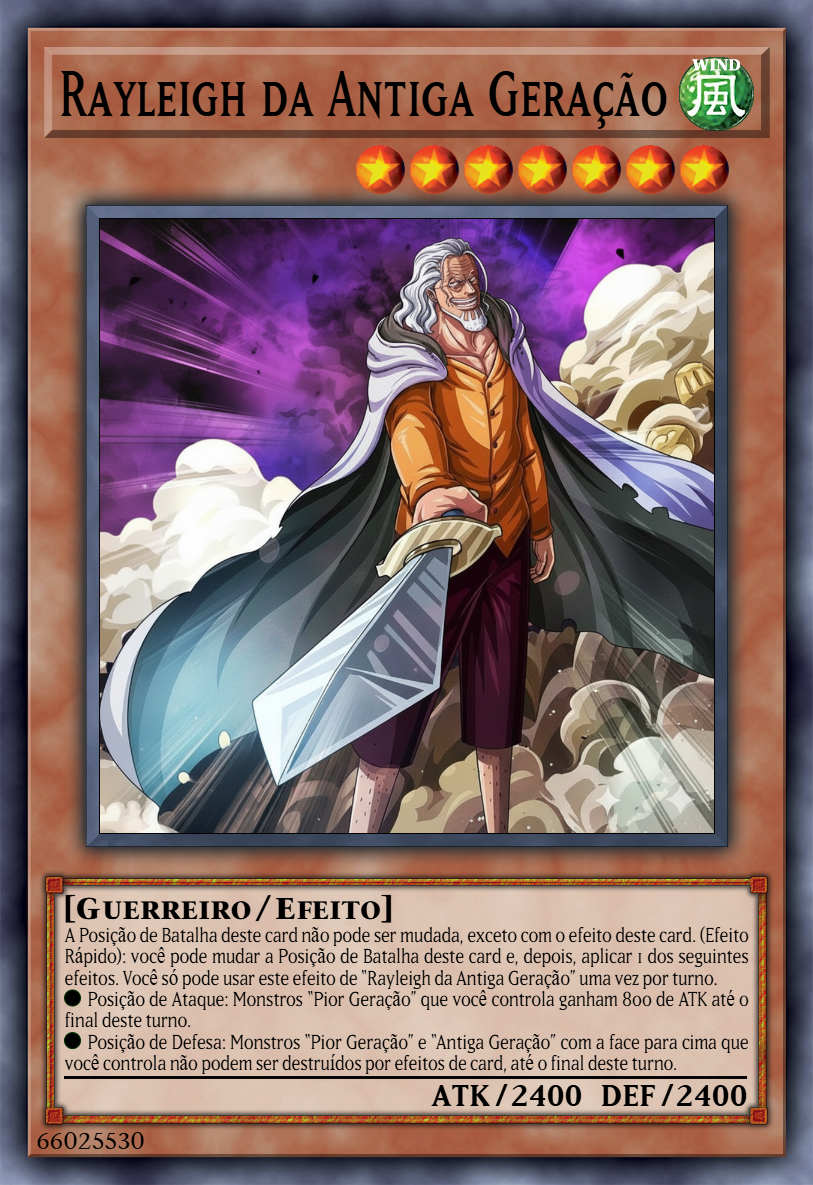 Rayleigh da Antiga Geração
WIND
風
[Guerreiro/Efeito]
A Posição de Batalha deste card não pode ser mudada, exceto com o efeito deste card. (Efeito
Rápido): você pode mudar a Posição de Batalha deste card e, depois, aplicar 1 dos seguintes
efeitos. Você só pode usar este efeito de "Rayleigh da Antiga Geração" uma vez por turno.
● Posição de Ataque: Monstros "Pior Geração" que você controla ganham 800 de ATK até o
final deste turno.
● Posição de Defesa: Monstros "Pior Geração" e "Antiga Geração" com a face para cima que
você controla não podem ser destruídos por efeitos de card, até o final deste turno.
ATK/2400 DEF/2400
66025530